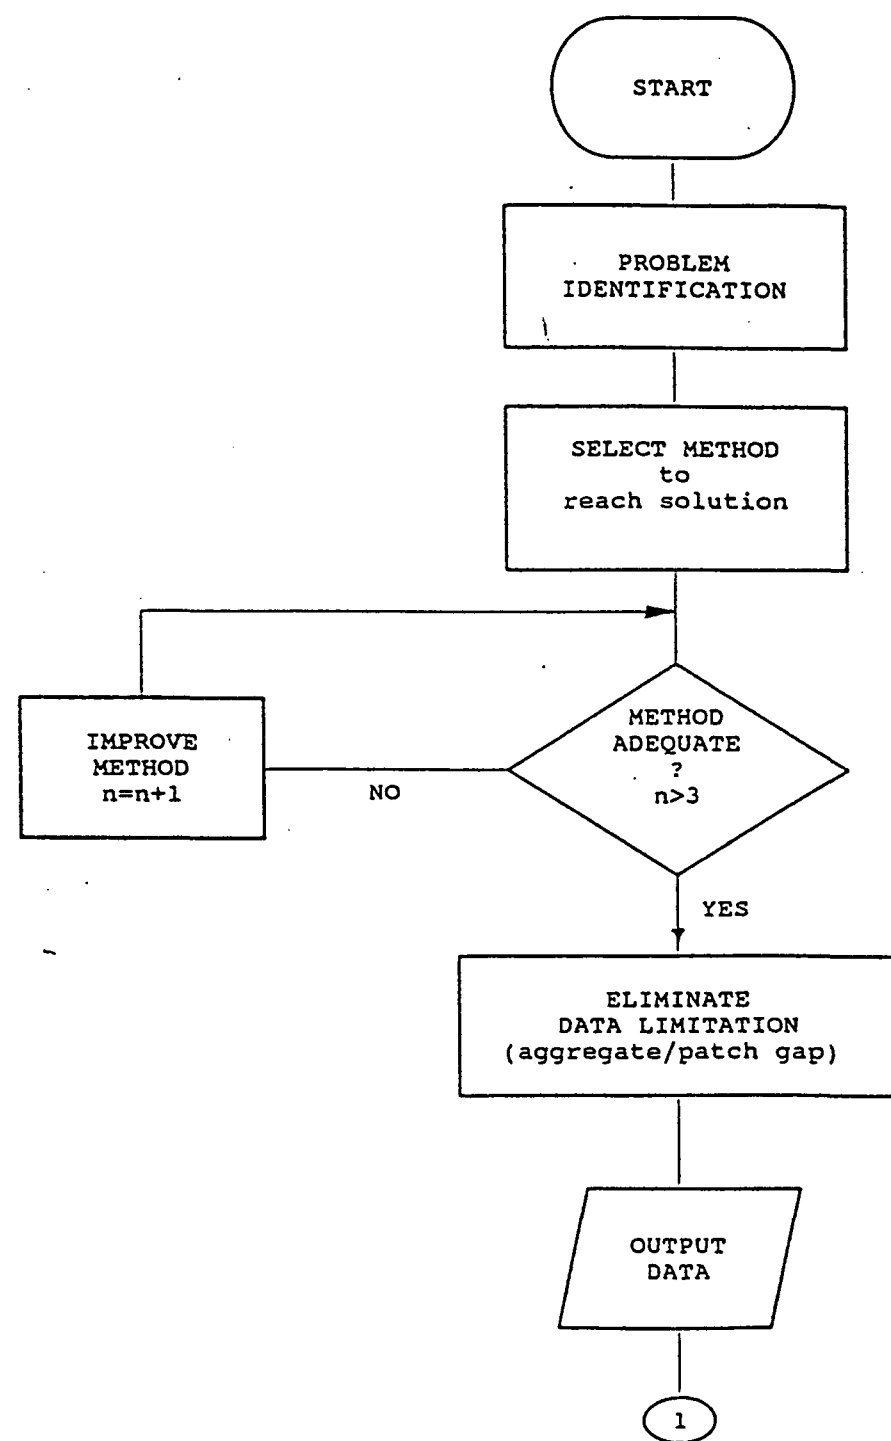 START
PROBLEM
IDENTIFICATION
SELECT METHOD
to
reach solution
METHOD
ADEQUATE
?
n>3
IMPROVE
METHOD
n=n+1
NO
YES
ELIMINATE
DATA LIMITATION
(aggregate/patch gap)
OUTPUT
DATA
1